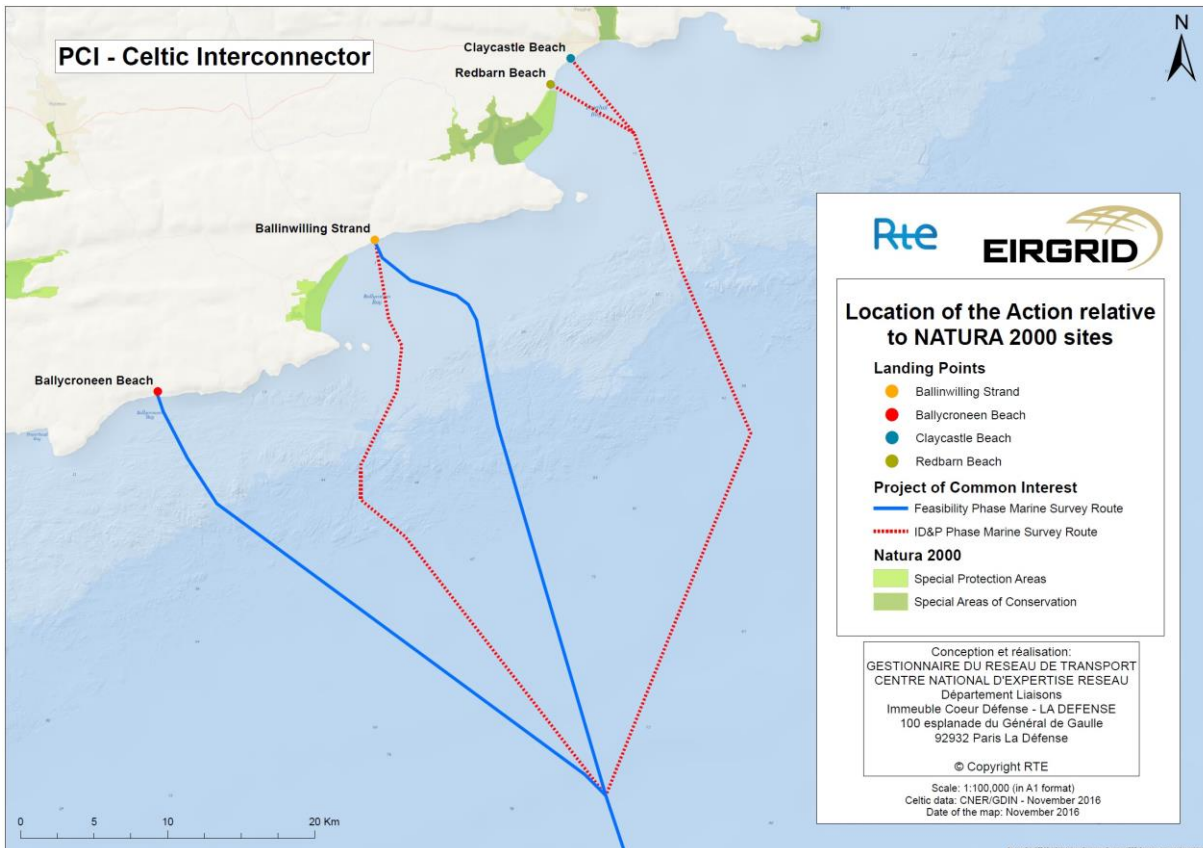 PCI - Celtic Interconnector
N
Claycastle Beach
Redbarn Beach
Ballinwilling Strand
Ballycroneen Beach
Rte
EIRGRID
Location of the Action relative
to NATURA 2000 sites
Landing Points
Ballinwilling Strand
Ballycroneen Beach
Claycastle Beach
Redbarn Beach
Project of Common Interest
Feasibility Phase Marine Survey Route
ID&P Phase Marine Survey Route
Natura 2000
Special Protection Areas
Special Areas of Conservation
Conception et réalisation:
GESTIONNAIRE DU RESEAU DE TRANSPORT
CENTRE NATIONAL D'EXPERTISE RESEAU
Département Liaisons
Immeuble Coeur Défense - LA DEFENSE
100 esplanade du Général de Gaulle
92932 Paris La Défense
© Copyright RTE
Scale: 1:100,000 (in A1 format)
Celtic data: CNER/GDIN - November 2016
Date of the map: November 2016
0 5 10 20 Km